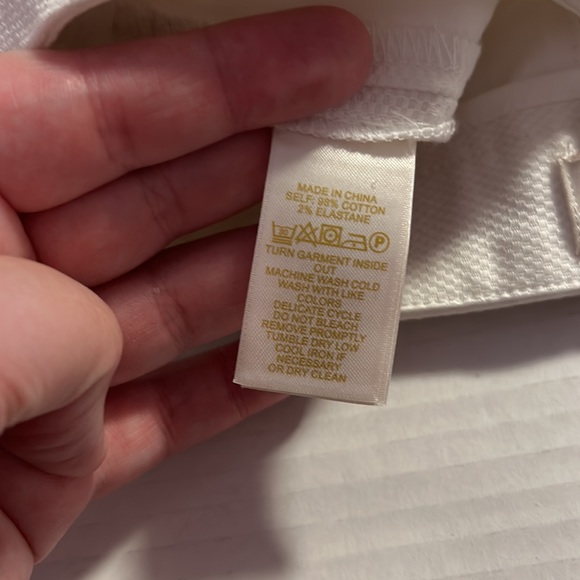 MADE IN CHINA
SELF: 98% COTTON
2% ELASTANE
30 P
TURN GARMENT INSIDE
OUT
MACHINE WASH COLD
WASH WITH LIKE
COLORS
DELICATE CYCLE
DO NOT BLEACH
REMOVE PROMPTLY
TUMBLE DRY LOW
COOL IRON IF
NECESSARY
OR DRY CLEAN